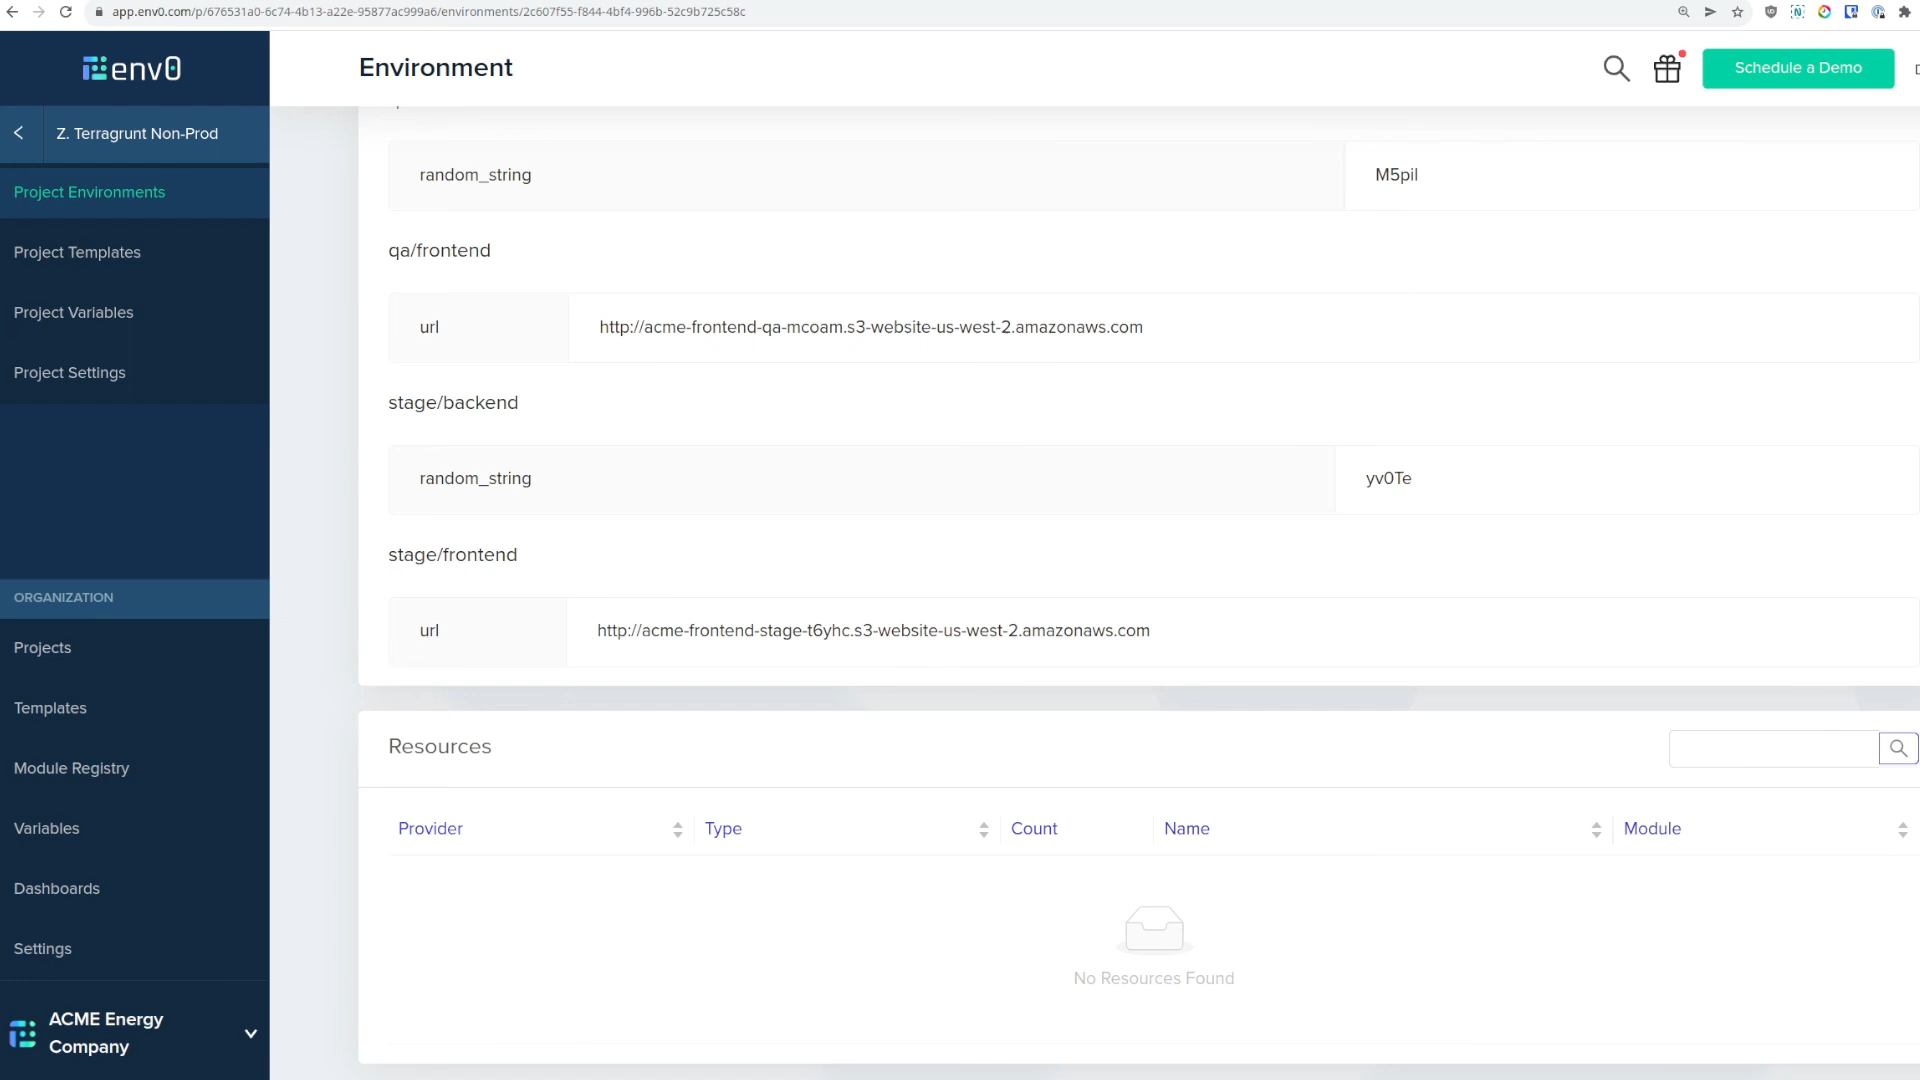 app.env0.com/p/676531a0-6c74-4b13-a22e-95877ac999a6/environments/2c607f55-f844-4bf4-996b-52c9b725c58c
env0
Environment
Schedule a Demo
Z. Terragrunt Non-Prod
Project Environments
Project Templates
Project Variables
Project Settings
ORGANIZATION
Projects
Templates
Module Registry
Variables
Dashboards
Settings
ACME Energy
Company
random_string M5pil
qa/frontend
url http://acme-frontend-qa-mcoam.s3-website-us-west-2.amazonaws.com
stage/backend
random_string yv0Te
stage/frontend
url http://acme-frontend-stage-t6yhc.s3-website-us-west-2.amazonaws.com
Resources
Provider Type Count Name Module
No Resources Found